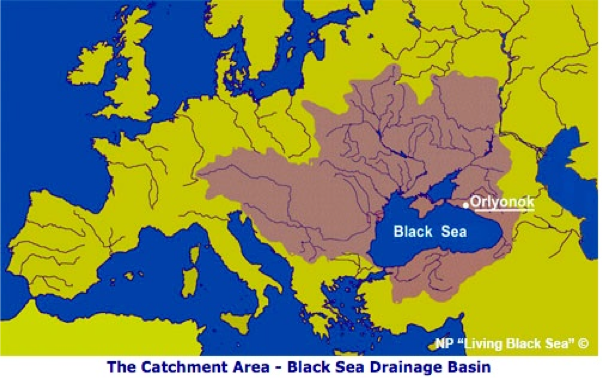 Orlyonok
Black Sea
NP "Living Black Sea" ©
The Catchment Area - Black Sea Drainage Basin